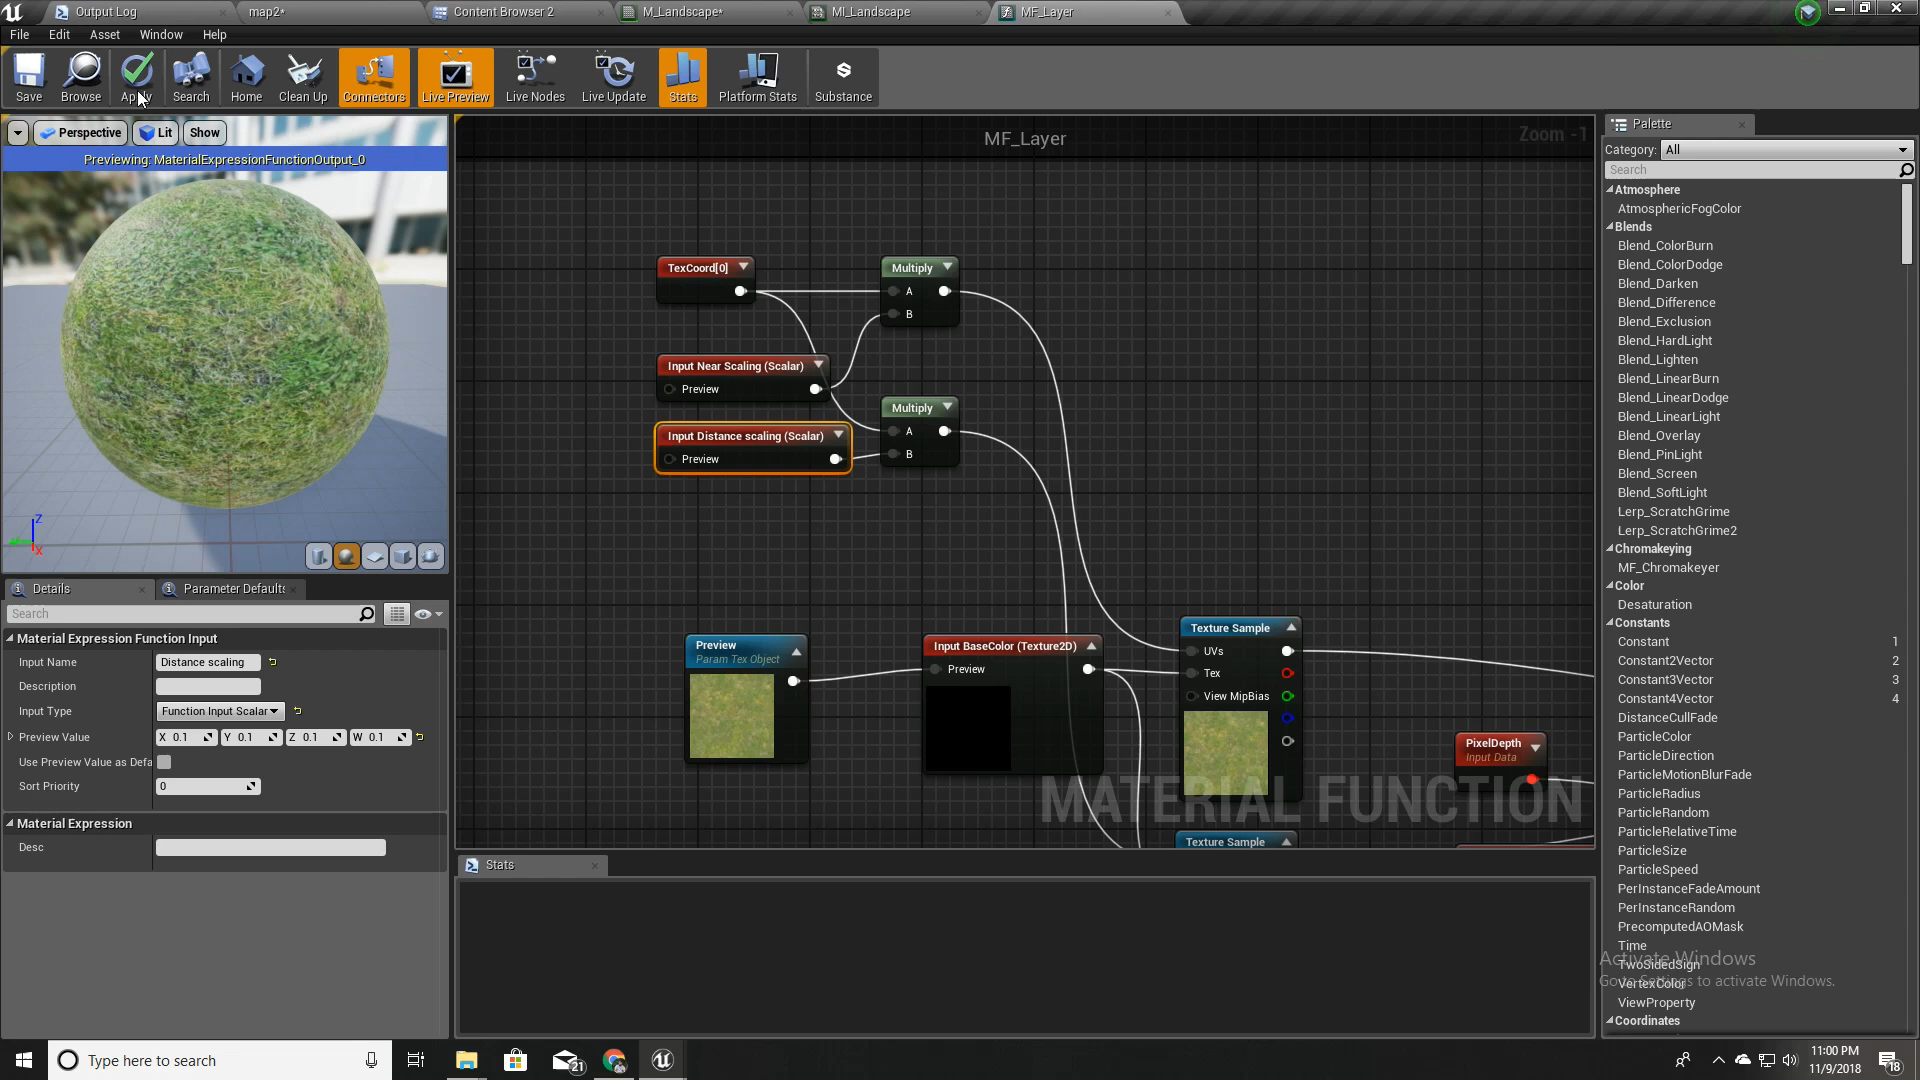 Output Log
map2*
Content Browser 2
M_Landscape*
MI_Landscape
MF_Layer
File
Edit
Asset
Window
Help
Save
Browse
Apply
Search
Home
Clean Up
Connectors
Live Preview
Live Nodes
Live Update
Stats
Platform Stats
Substance
Perspective
Lit
Show
Previewing: MaterialExpressionFunctionOutput_0
Z
X
MF_Layer
Zoom -1
TexCoord[0]
Multiply
A
B
Input Near Scaling (Scalar)
Preview
Multiply
A
B
Input Distance scaling (Scalar)
Preview
Preview
Param Tex Object
Input BaseColor (Texture2D)
Preview
Texture Sample
UVs
Tex
View MipBias
PixelDepth
Input Data
Texture Sample
MATERIAL FUNCTION
Details
Parameter Defaults
Search
Material Expression Function Input
Input Name
Distance scaling
Description
Input Type
Function Input Scalar
Preview Value
X 0.1
Y 0.1
Z 0.1
W 0.1
Use Preview Value as Defa
Sort Priority
0
Material Expression
Desc
Stats
Palette
Category:
All
Search
Atmosphere
AtmosphericFogColor
Blends
Blend_ColorBurn
Blend_ColorDodge
Blend_Darken
Blend_Difference
Blend_Exclusion
Blend_HardLight
Blend_Lighten
Blend_LinearBurn
Blend_LinearDodge
Blend_LinearLight
Blend_Overlay
Blend_PinLight
Blend_Screen
Blend_SoftLight
Lerp_ScratchGrime
Lerp_ScratchGrime2
Chromakeying
MF_Chromakeyer
Color
Desaturation
Constants
Constant 1
Constant2Vector 2
Constant3Vector 3
Constant4Vector 4
DistanceCullFade
ParticleColor
ParticleDirection
ParticleMotionBlurFade
ParticleRadius
ParticleRandom
ParticleRelativeTime
ParticleSize
ParticleSpeed
PerInstanceFadeAmount
PerInstanceRandom
PrecomputedAOMask
Time
TwoSidedSign
VertexColor
ViewProperty
Coordinates
Activate Windows
Go to Settings to activate Windows.
Type here to search
21
11:00 PM
11/9/2018
18